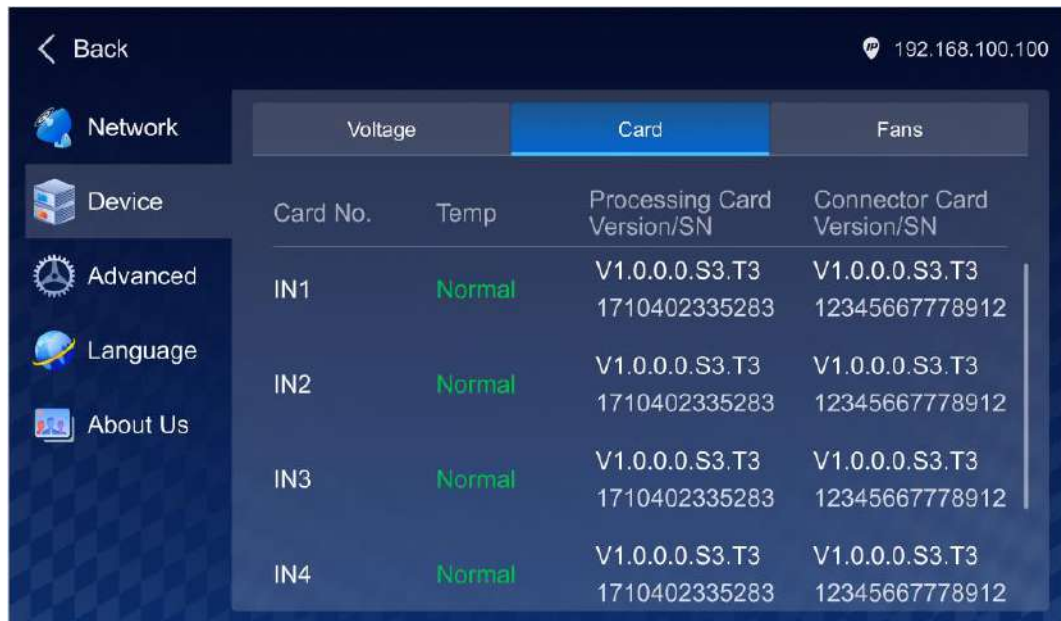 Back
IP 192.168.100.100
Network
Device
Advanced
Language
About Us
Voltage Card Fans
Card No. Temp Processing Card Version/SN Connector Card Version/SN
IN1 Normal V1.0.0.0.S3.T3 V1.0.0.0.S3.T3
1710402335283 12345667778912
IN2 Normal V1.0.0.0.S3.T3 V1.0.0.0.S3.T3
1710402335283 12345667778912
IN3 Normal V1.0.0.0.S3.T3 V1.0.0.0.S3.T3
1710402335283 12345667778912
IN4 Normal V1.0.0.0.S3.T3 V1.0.0.0.S3.T3
1710402335283 12345667778912